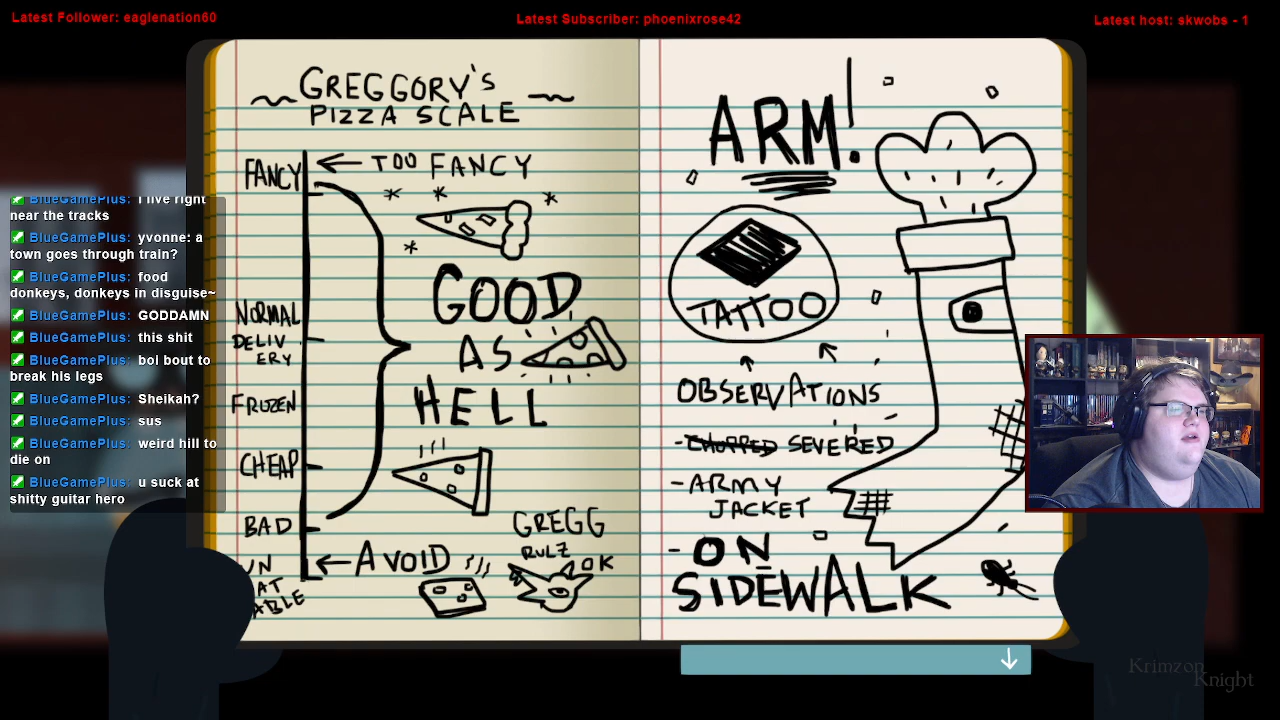 Latest Follower: eaglenation60
Latest Subscriber: phoenixrose42
Latest host: skwobs - 1
GREGGORY'S
PIZZA SCALE
FANCY
← TOO FANCY
NORMAL
DELIV
ERY
FROZEN
CHEAP
BAD
UN
EAT
ABLE
GOOD
AS
HELL
← AVOID
GREGG
RULZ
OK
ARM!
TATTOO
OBSERVATIONS
- CHOPPED SEVERED
- ARMY
JACKET
- ON
SIDEWALK
BlueGamePlus: I live right
near the tracks
BlueGamePlus: yvonne: a
town goes through train?
BlueGamePlus: food
donkeys, donkeys in disguise~
BlueGamePlus: GODDAMN
BlueGamePlus: this shit
BlueGamePlus: boi bout to
break his legs
BlueGamePlus: Sheikah?
BlueGamePlus: sus
BlueGamePlus: weird hill to
die on
BlueGamePlus: u suck at
shitty guitar hero
Krimzon
Knight